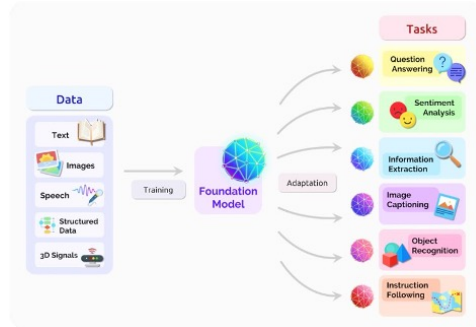 Tasks
Question
Answering
Data
Sentiment
Analysis
Text
Images
Information
Extraction
Speech
Training
Foundation
Model
Adaptation
Image
Captioning
Structured
Data
3D Signals
Object
Recognition
Instruction
Following